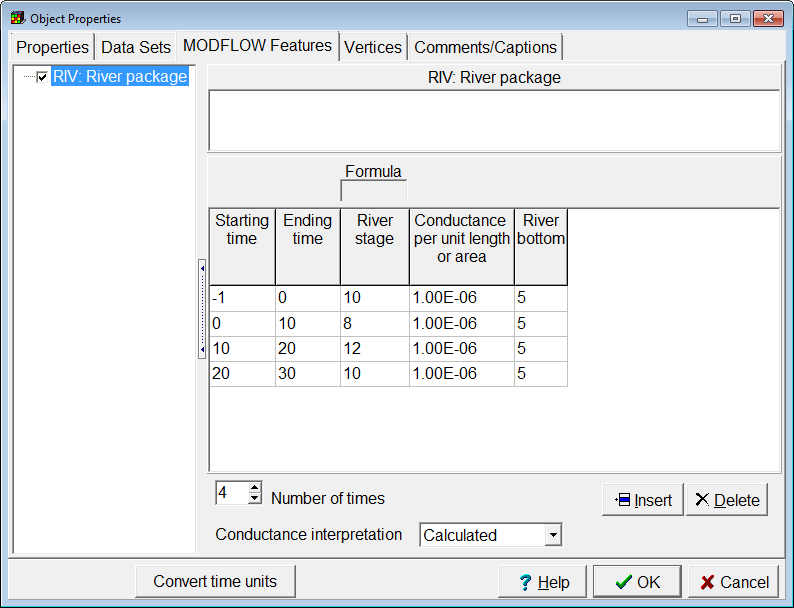 Object Properties
Properties Data Sets MODFLOW Features Vertices Comments/Captions
RIV: River package
RIV: River package
Formula
Starting time Ending time River stage Conductance per unit length or area River bottom
-1 0 10 1.00E-06 5
0 10 8 1.00E-06 5
10 20 12 1.00E-06 5
20 30 10 1.00E-06 5
4 Number of times Insert Delete
Conductance interpretation Calculated
Convert time units Help OK Cancel